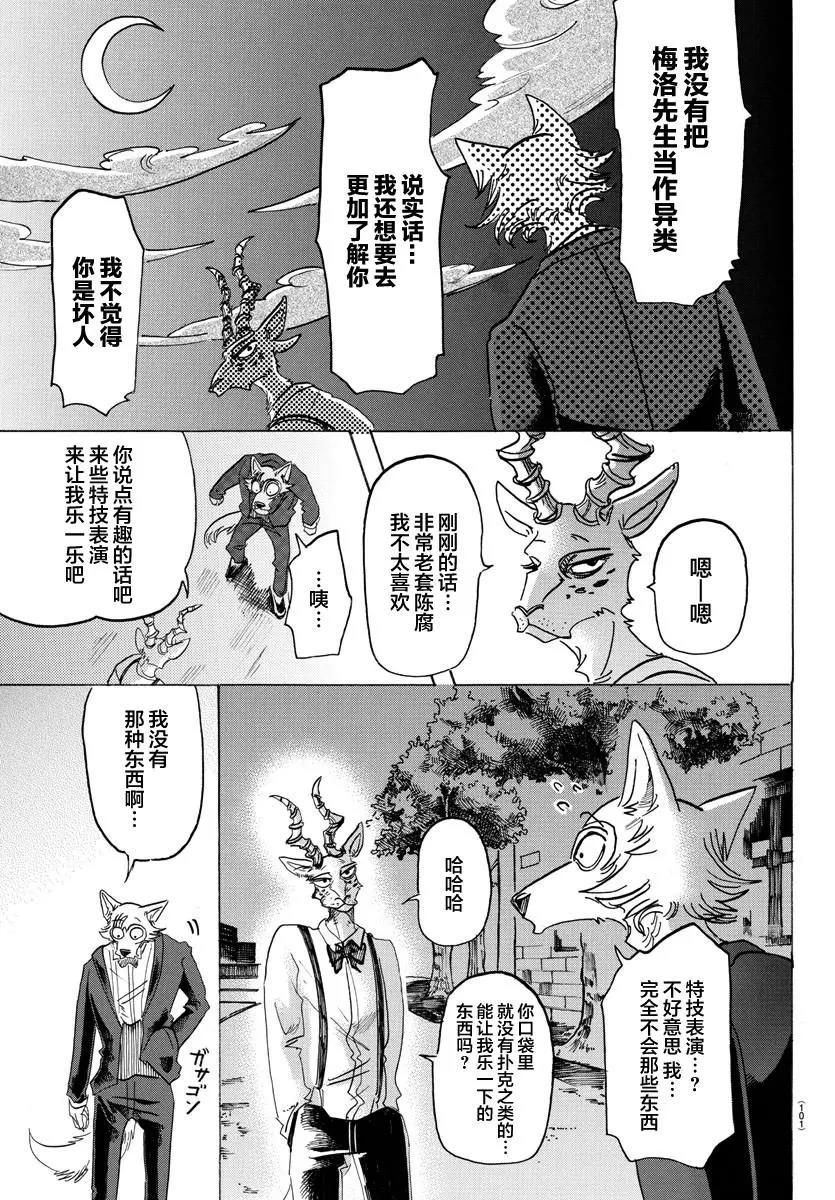 我没有把
梅洛先生当作异类
说实话…
我还想要去
更加了解你
我不觉得
你是坏人
嗯—嗯
刚刚的话…
非常老套陈腐
我不太喜欢
…咦…
你说点有趣的话吧
来些特技表演
来让我乐一乐吧
特技表演…?
不好意思 我…
完全不会那些东西
哈哈哈
你口袋里
就没有扑克之类的…
能让我乐一下的
东西吗?
我没有
那种东西啊…
ガサゴソ
(101)